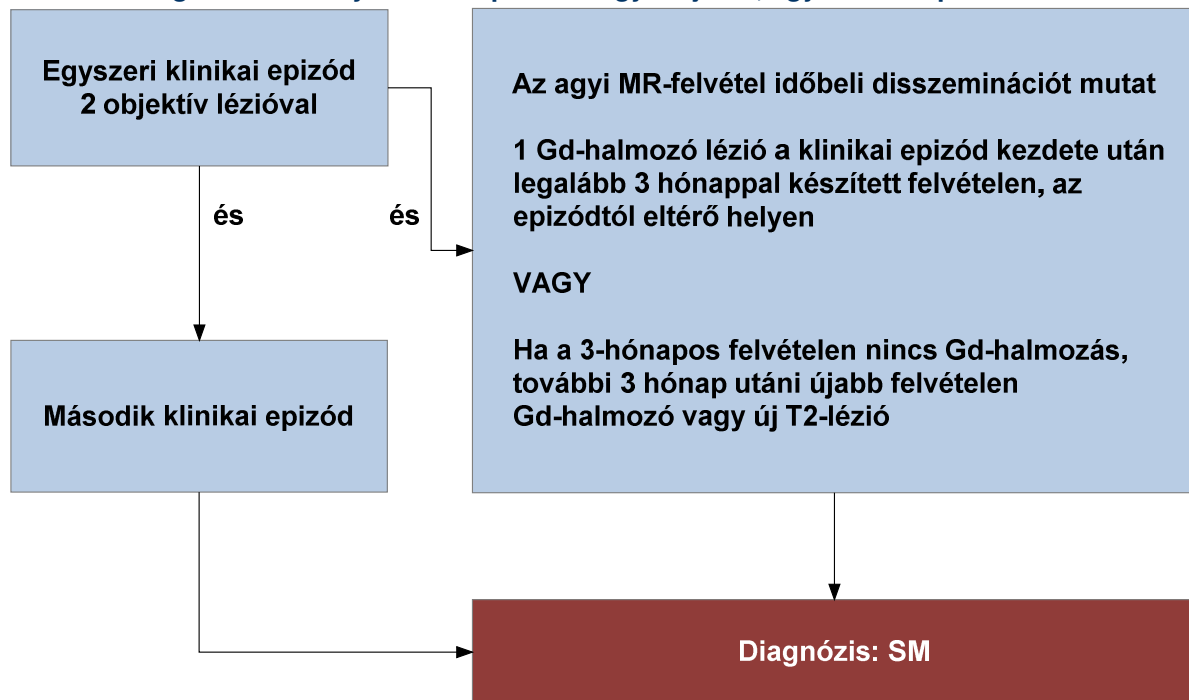 Egyszeri klinikai epizód
2 objektív lézióval
és
és
Az agyi MR-felvétel időbeli disszeminációt mutat
1 Gd-halmozó lézió a klinikai epizód kezdete után
legalább 3 hónappal készített felvételen, az
epizódtól eltérő helyen
VAGY
Ha a 3-hónapos felvételen nincs Gd-halmozás,
további 3 hónap utáni újabb felvételen
Gd-halmozó vagy új T2-lézió
Második klinikai epizód
Diagnózis: SM